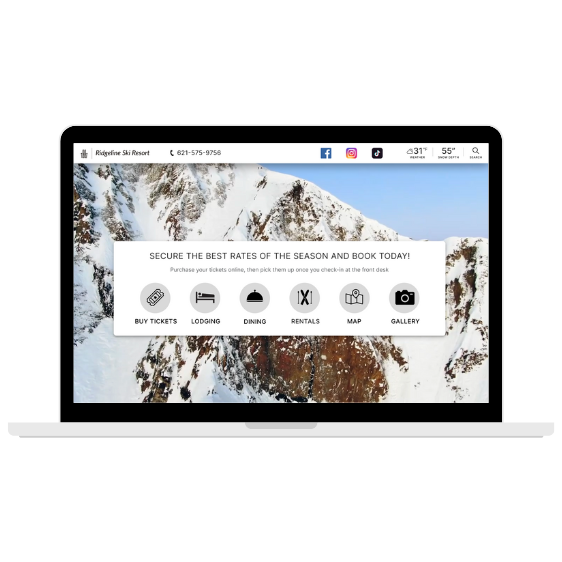 Ridgeline Ski Resort 621-575-9756 31°F 55"
WEATHER SNOW DEPTH SEARCH
SECURE THE BEST RATES OF THE SEASON AND BOOK TODAY!
Purchase your tickets online, then pick them up once you check-in at the front desk
BUY TICKETS LODGING DINING RENTALS MAP GALLERY